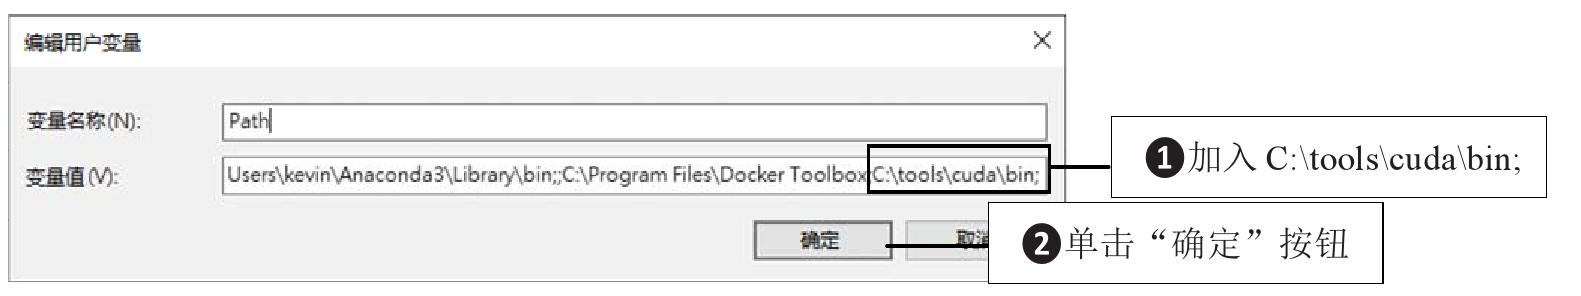 编辑用户变量
变量名称(N):
Path
变量值(V):
Users\kevin\Anaconda3\Library\bin;;C:\Program Files\Docker Toolbox;C:\tools\cuda\bin;
❶加入 C:\tools\cuda\bin;
确定
取消
❷单击“确定”按钮